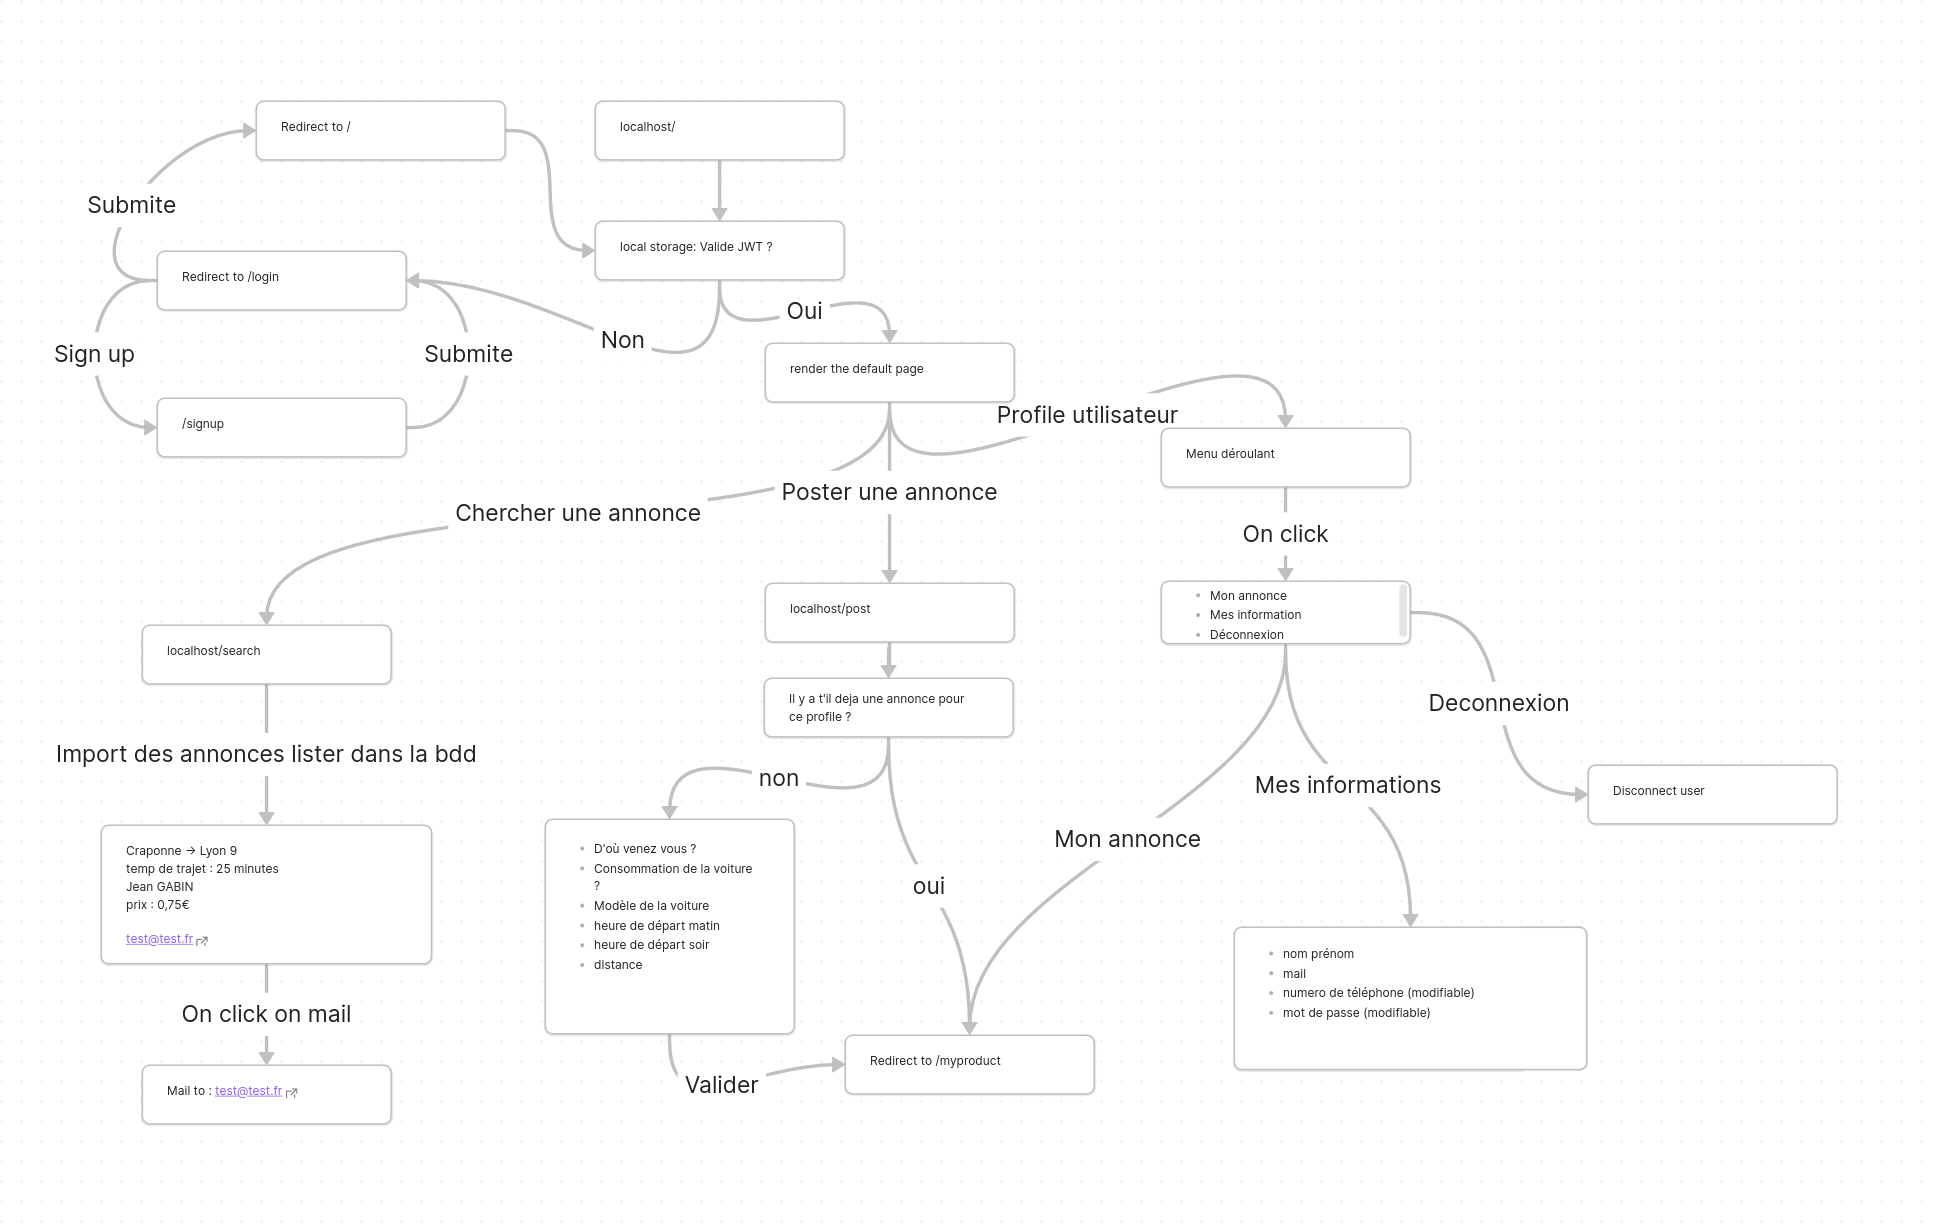 Redirect to /
localhost/
Submite
local storage: Valide JWT ?
Redirect to /login
Oui
Non
Sign up
Submite
render the default page
/signup
Profile utilisateur
Menu déroulant
Poster une annonce
Chercher une annonce
On click
localhost/post
Mon annonce
Mes information
Déconnexion
localhost/search
Il y a t'il deja une annonce pour
ce profile ?
Deconnexion
Import des annonces lister dans la bdd
non
Mes informations
Disconnect user
Mon annonce
Craponne → Lyon 9
temp de trajet : 25 minutes
Jean GABIN
prix : 0,75€
test@test.fr
D'où venez vous ?
Consommation de la voiture
?
Modèle de la voiture
heure de départ matin
heure de départ soir
distance
oui
nom prénom
mail
numero de téléphone (modifiable)
mot de passe (modifiable)
On click on mail
Valider
Redirect to /myproduct
Mail to : test@test.fr